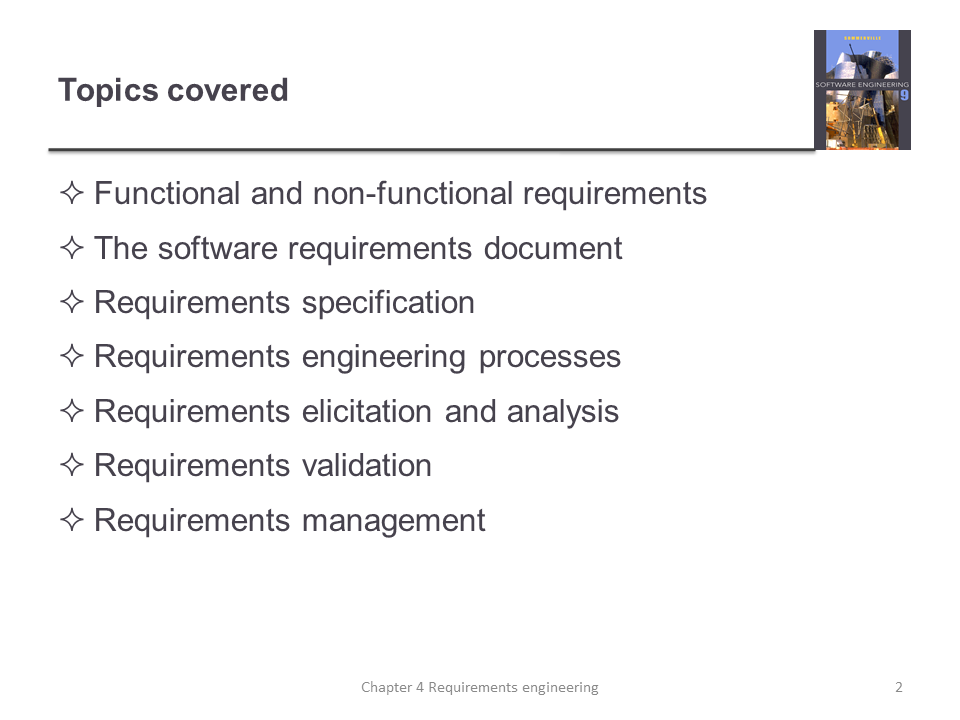 Topics covered
SOMMERVILLE
SOFTWARE ENGINEERING
9
✧ Functional and non-functional requirements
✧ The software requirements document
✧ Requirements specification
✧ Requirements engineering processes
✧ Requirements elicitation and analysis
✧ Requirements validation
✧ Requirements management
Chapter 4 Requirements engineering
2